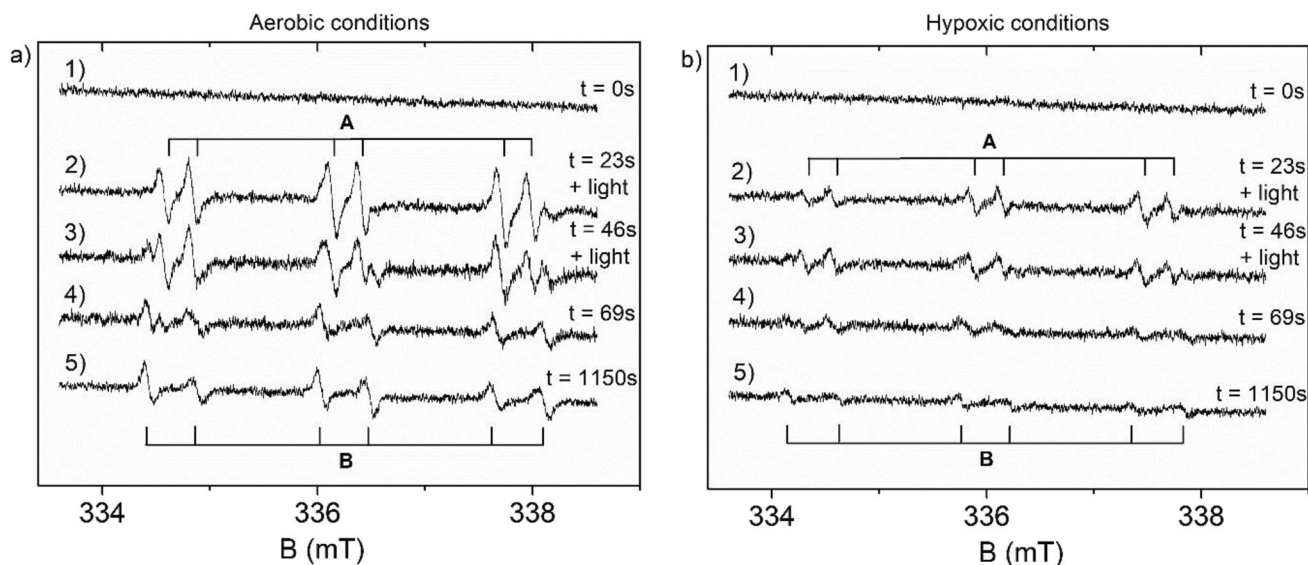 Aerobic conditions
a)
1)
t = 0s
A
2)
t = 23s
+ light
3)
t = 46s
+ light
4)
t = 69s
5)
t = 1150s
B
334
336
338
B (mT)
Hypoxic conditions
b)
1)
t = 0s
A
2)
t = 23s
+ light
3)
t = 46s
+ light
4)
t = 69s
5)
t = 1150s
B
334
336
338
B (mT)